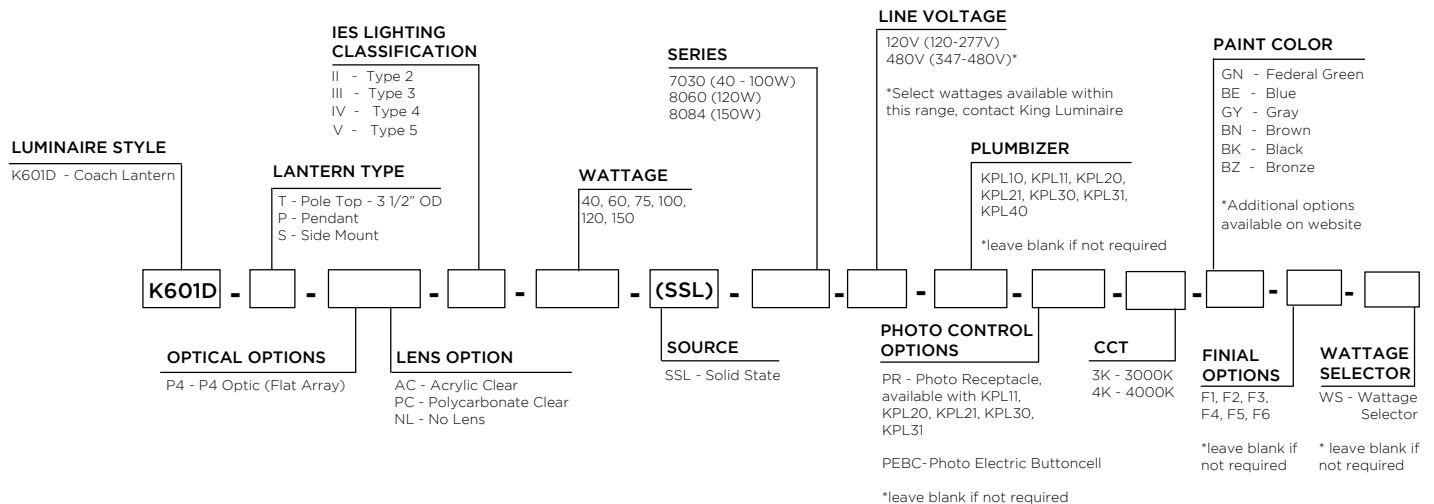 LUMINAIRE STYLE
K601D - Coach Lantern
LANTERN TYPE
T - Pole Top - 3 1/2” OD
P - Pendant
S - Side Mount
IES LIGHTING
CLASSIFICATION
II - Type 2
III - Type 3
IV - Type 4
V - Type 5
WATTAGE
40, 60, 75, 100,
120, 150
SERIES
7030 (40 - 100W)
8060 (120W)
8084 (150W)
LINE VOLTAGE
120V (120-277V)
480V (347-480V)*
*Select wattages available within
this range, contact King Luminaire
PLUMBIZER
KPL10, KPL11, KPL20,
KPL21, KPL30, KPL31,
KPL40
*leave blank if not required
PAINT COLOR
GN - Federal Green
BE - Blue
GY - Gray
BN - Brown
BK - Black
BZ - Bronze
*Additional options
available on website
K601D - - - - - (SSL) - - - - - - - -
OPTICAL OPTIONS
P4 - P4 Optic (Flat Array)
LENS OPTION
AC - Acrylic Clear
PC - Polycarbonate Clear
NL - No Lens
SOURCE
SSL - Solid State
PHOTO CONTROL
OPTIONS
PR - Photo Receptacle,
available with KPL11,
KPL20, KPL21, KPL30,
KPL31
PEBC-Photo Electric Buttoncell
*leave blank if not required
CCT
3K - 3000K
4K - 4000K
FINIAL
OPTIONS
F1, F2, F3,
F4, F5, F6
*leave blank if
not required
WATTAGE
SELECTOR
WS - Wattage
Selector
* leave blank if
not required